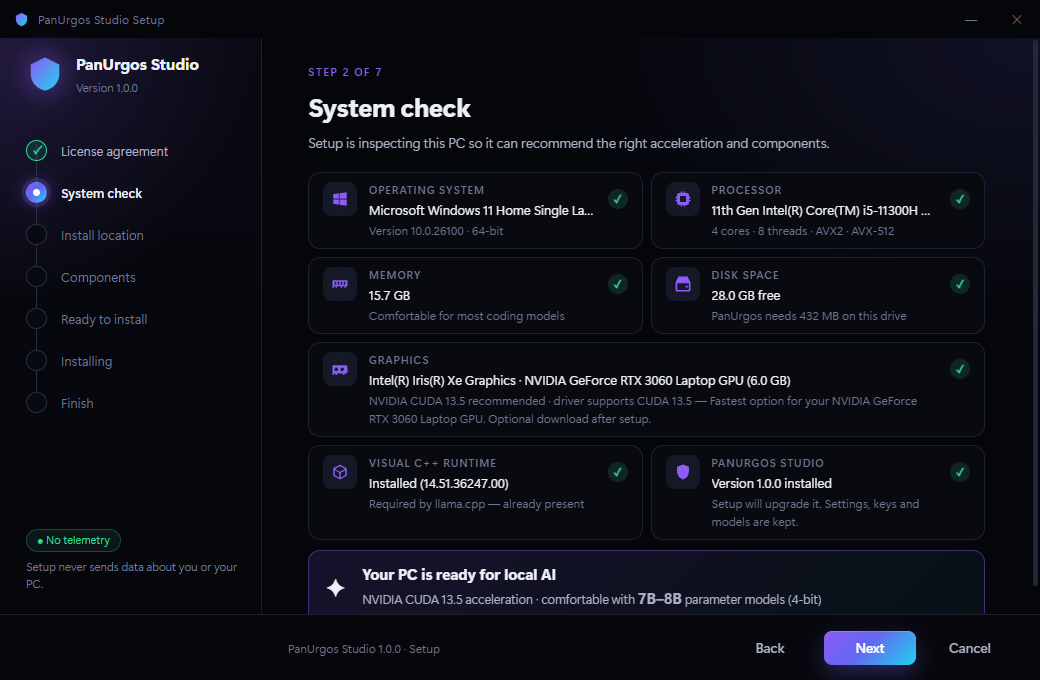 PanUrgos Studio Setup
PanUrgos Studio
Version 1.0.0
License agreement
System check
Install location
Components
Ready to install
Installing
Finish
● No telemetry
Setup never sends data about you or your
PC.
STEP 2 OF 7
System check
Setup is inspecting this PC so it can recommend the right acceleration and components.
OPERATING SYSTEM
Microsoft Windows 11 Home Single La...
Version 10.0.26100 · 64-bit
PROCESSOR
11th Gen Intel(R) Core(TM) i5-11300H ...
4 cores · 8 threads · AVX2 · AVX-512
MEMORY
15.7 GB
Comfortable for most coding models
DISK SPACE
28.0 GB free
PanUrgos needs 432 MB on this drive
GRAPHICS
Intel(R) Iris(R) Xe Graphics · NVIDIA GeForce RTX 3060 Laptop GPU (6.0 GB)
NVIDIA CUDA 13.5 recommended · driver supports CUDA 13.5 — Fastest option for your NVIDIA GeForce
RTX 3060 Laptop GPU. Optional download after setup.
VISUAL C++ RUNTIME
Installed (14.51.36247.00)
Required by llama.cpp — already present
PANURGOS STUDIO
Version 1.0.0 installed
Setup will upgrade it. Settings, keys and
models are kept.
Your PC is ready for local AI
NVIDIA CUDA 13.5 acceleration · comfortable with 7B–8B parameter models (4-bit)
PanUrgos Studio 1.0.0 · Setup
Back
Next
Cancel